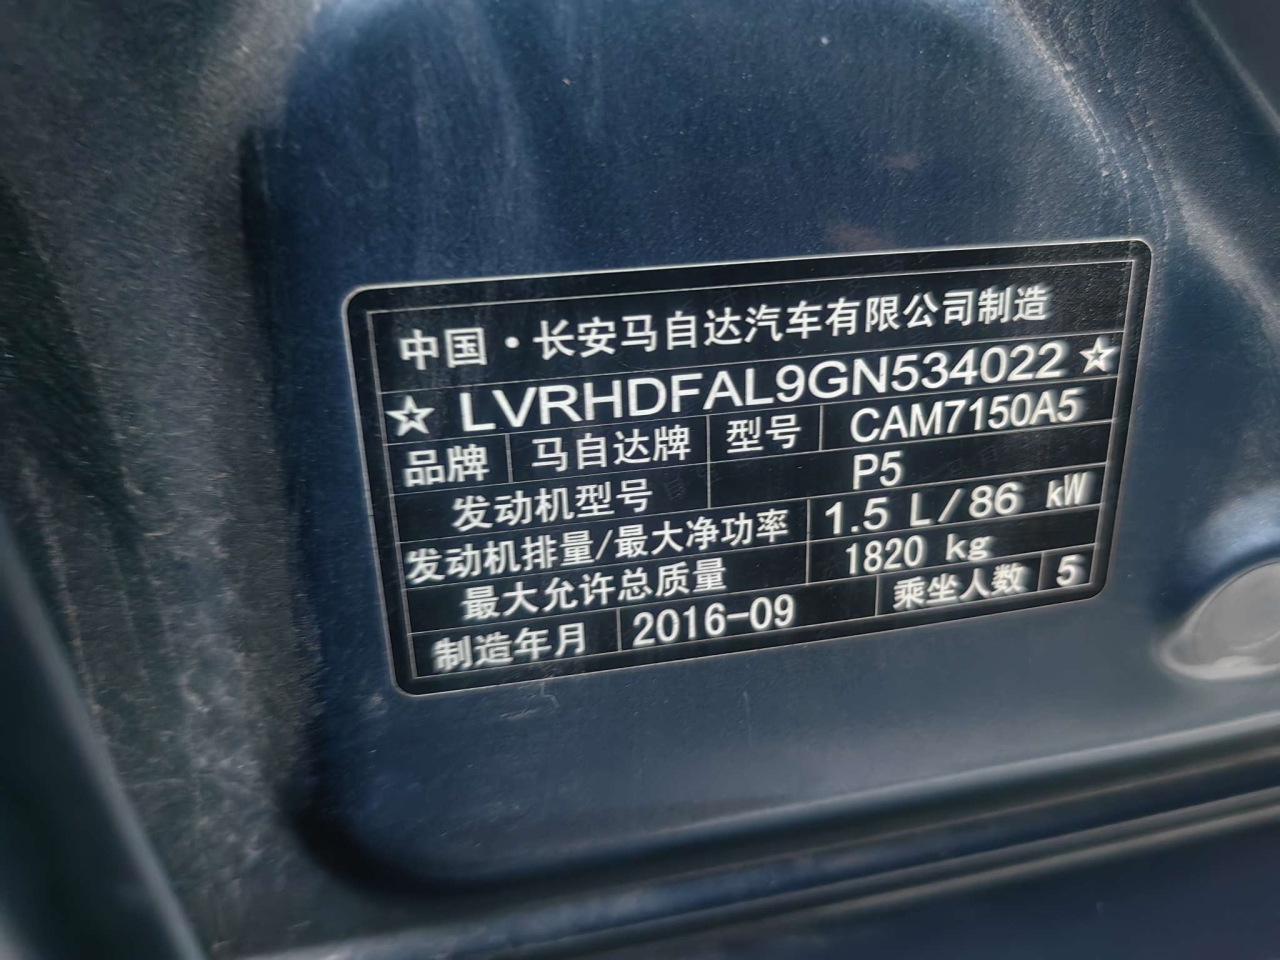 中国·长安马自达汽车有限公司制造
☆ LVRHDFAL9GN534022 ☆
品牌 马自达牌 型号 CAM7150A5
发动机型号 P5
发动机排量/最大净功率 1.5 L/86 kW
最大允许总质量 1820 kg
制造年月 2016-09 乘坐人数 5